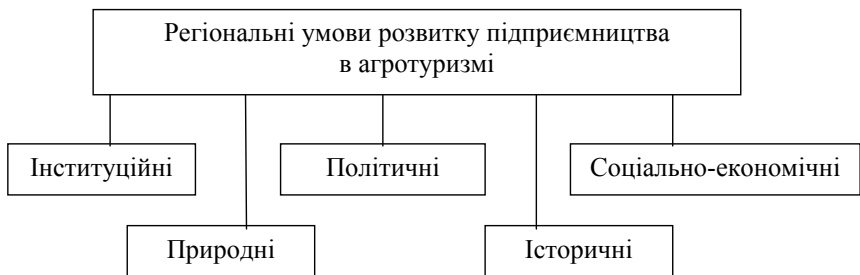 Регіональні умови розвитку підприємництва
в агротуризмі
Інституційні
Політичні
Соціально-економічні
Природні
Історичні